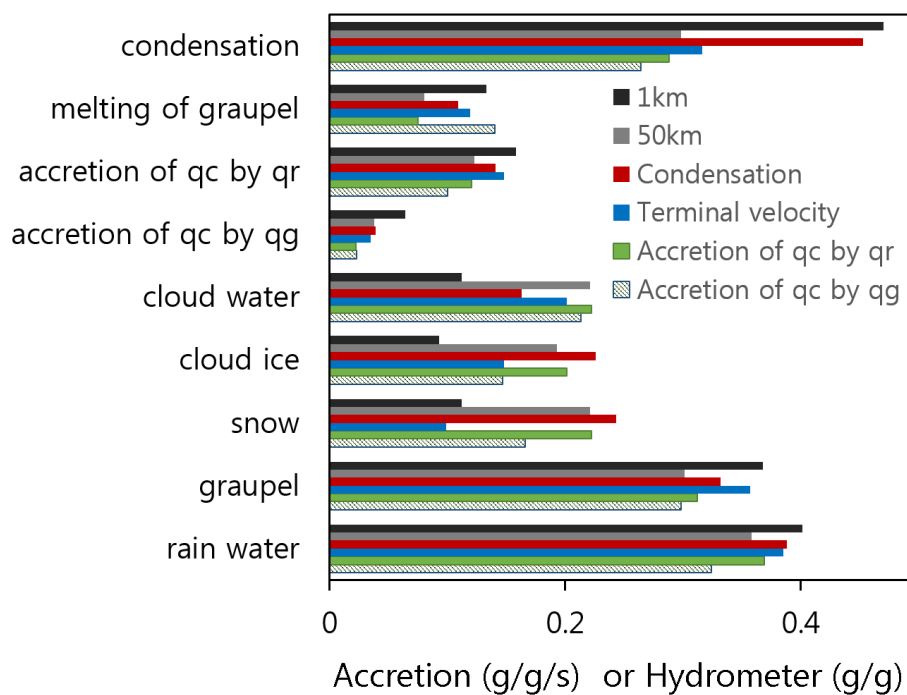 condensation
melting of graupel
accretion of qc by qr
accretion of qc by qg
cloud water
cloud ice
snow
graupel
rain water
1km
50km
Condensation
Terminal velocity
Accretion of qc by qr
Accretion of qc by qg
0
0.2
0.4
Accretion (g/g/s) or Hydrometer (g/g)